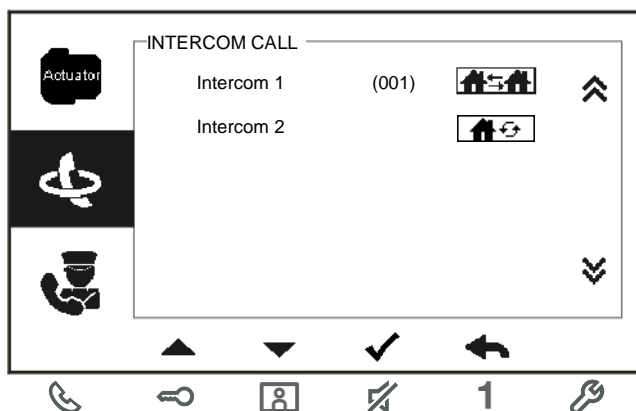 INTERCOM CALL
Actuator
Intercom 1 (001)
Intercom 2
1